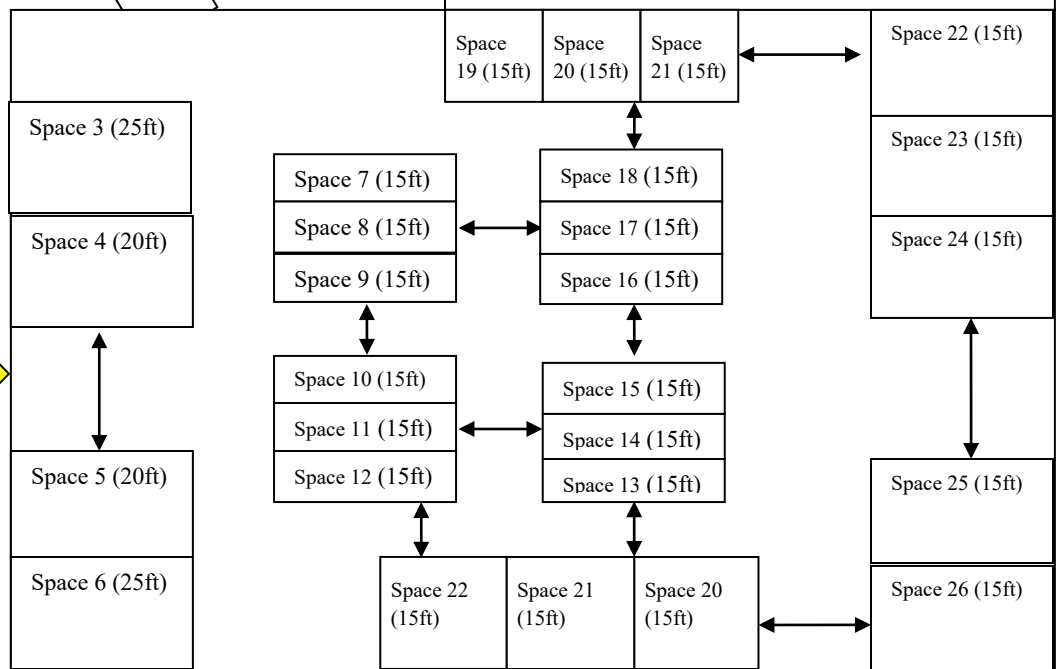 Space
19 (15ft)
Space
20 (15ft)
Space
21 (15ft)
Space 22 (15ft)
Space 3 (25ft)
Space 23 (15ft)
Space 7 (15ft)
Space 18 (15ft)
Space 4 (20ft)
Space 8 (15ft)
Space 17 (15ft)
Space 24 (15ft)
Space 9 (15ft)
Space 16 (15ft)
Space 10 (15ft)
Space 15 (15ft)
Space 11 (15ft)
Space 14 (15ft)
Space 5 (20ft)
Space 12 (15ft)
Space 13 (15ft)
Space 25 (15ft)
Space 6 (25ft)
Space 22
(15ft)
Space 21
(15ft)
Space 20
(15ft)
Space 26 (15ft)